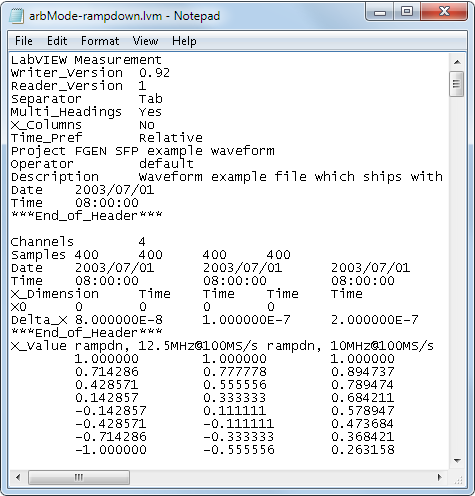 arbMode-rampdown.lvm - Notepad
File Edit Format View Help
LabVIEW Measurement
Writer_Version 0.92
Reader_Version 1
Separator Tab
Multi_Headings Yes
X_Columns No
Time_Pref Relative
Project FGEN SFP example waveform
Operator default
Description Waveform example file which ships with
Date 2003/07/01
Time 08:00:00
***End_of_Header***
Channels 4
Samples 400 400 400 400
Date 2003/07/01 2003/07/01 2003/07/01
Time 08:00:00 08:00:00 08:00:00
X_Dimension Time Time Time Time
X0 0 0 0 0
Delta_X 8.000000E-8 1.000000E-7 2.000000E-7
***End_of_Header***
X_Value rampdn, 12.5MHz@100MS/s rampdn, 10MHz@100MS/s
1.000000 1.000000 1.000000
0.714286 0.777778 0.894737
0.428571 0.555556 0.789474
0.142857 0.333333 0.684211
-0.142857 0.111111 0.578947
-0.428571 -0.111111 0.473684
-0.714286 -0.333333 0.368421
-1.000000 -0.555556 0.263158